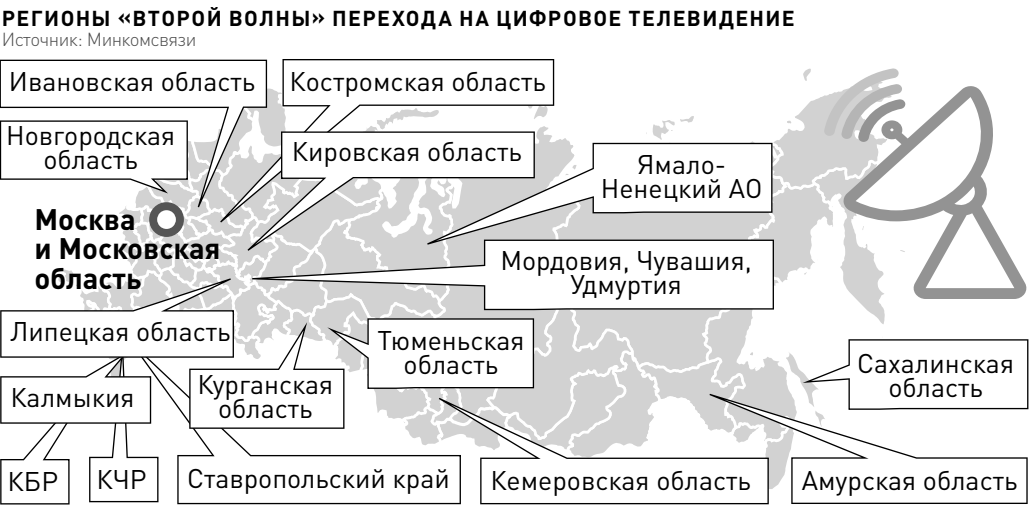 РЕГИОНЫ «ВТОРОЙ ВОЛНЫ» ПЕРЕХОДА НА ЦИФРОВОЕ ТЕЛЕВИДЕНИЕ
Источник: Минкомсвязи
Ивановская область
Костромская область
Новгородская
область
Кировская область
Ямало-
Ненецкий АО
Москва
и Московская
область
Мордовия, Чувашия,
Удмуртия
Липецкая область
Тюменьская
область
Сахалинская
область
Калмыкия
Курганская
область
КБР
КЧР
Ставропольский край
Кемеровская область
Амурская область